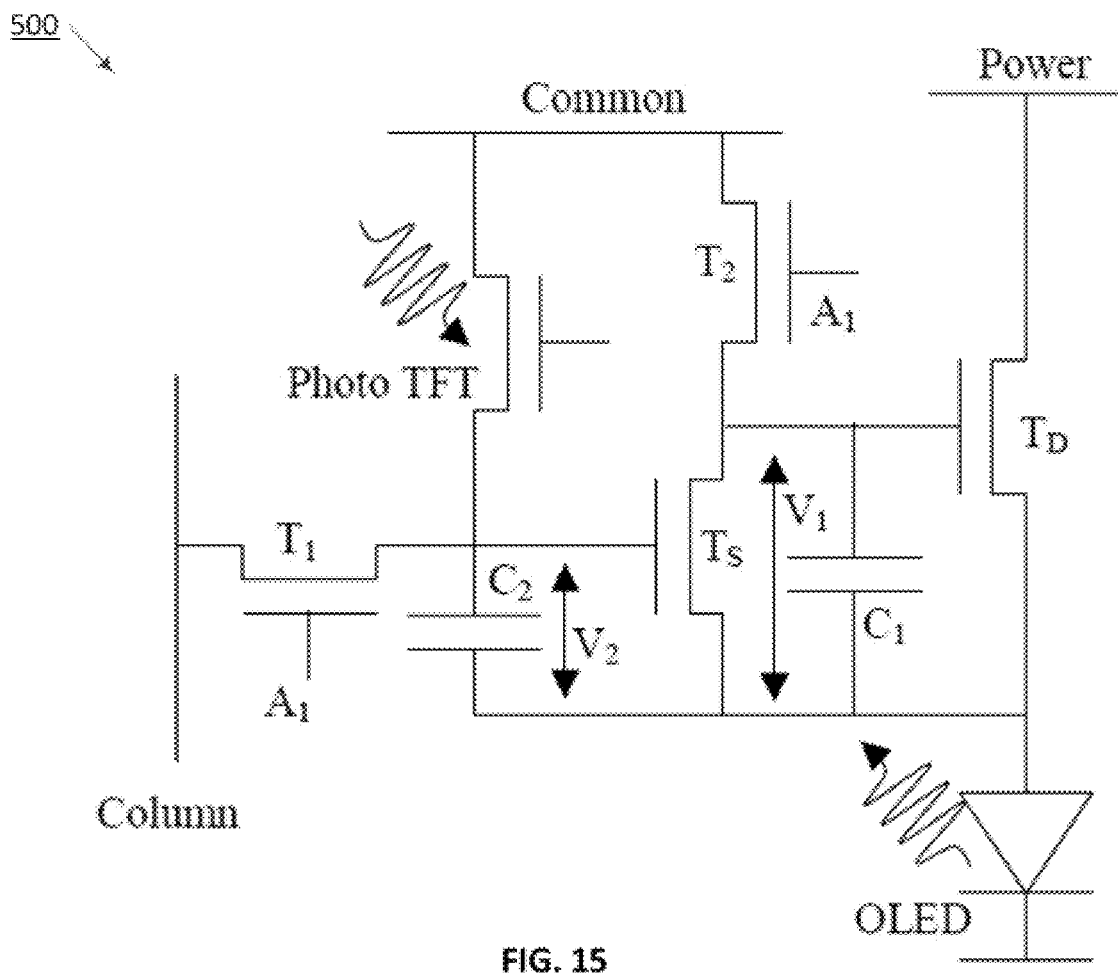 500
Power
Common
T2
A1
Photo TFT
TD
V1
T1
TS
C2
C1
V2
A1
Column
OLED
FIG. 15